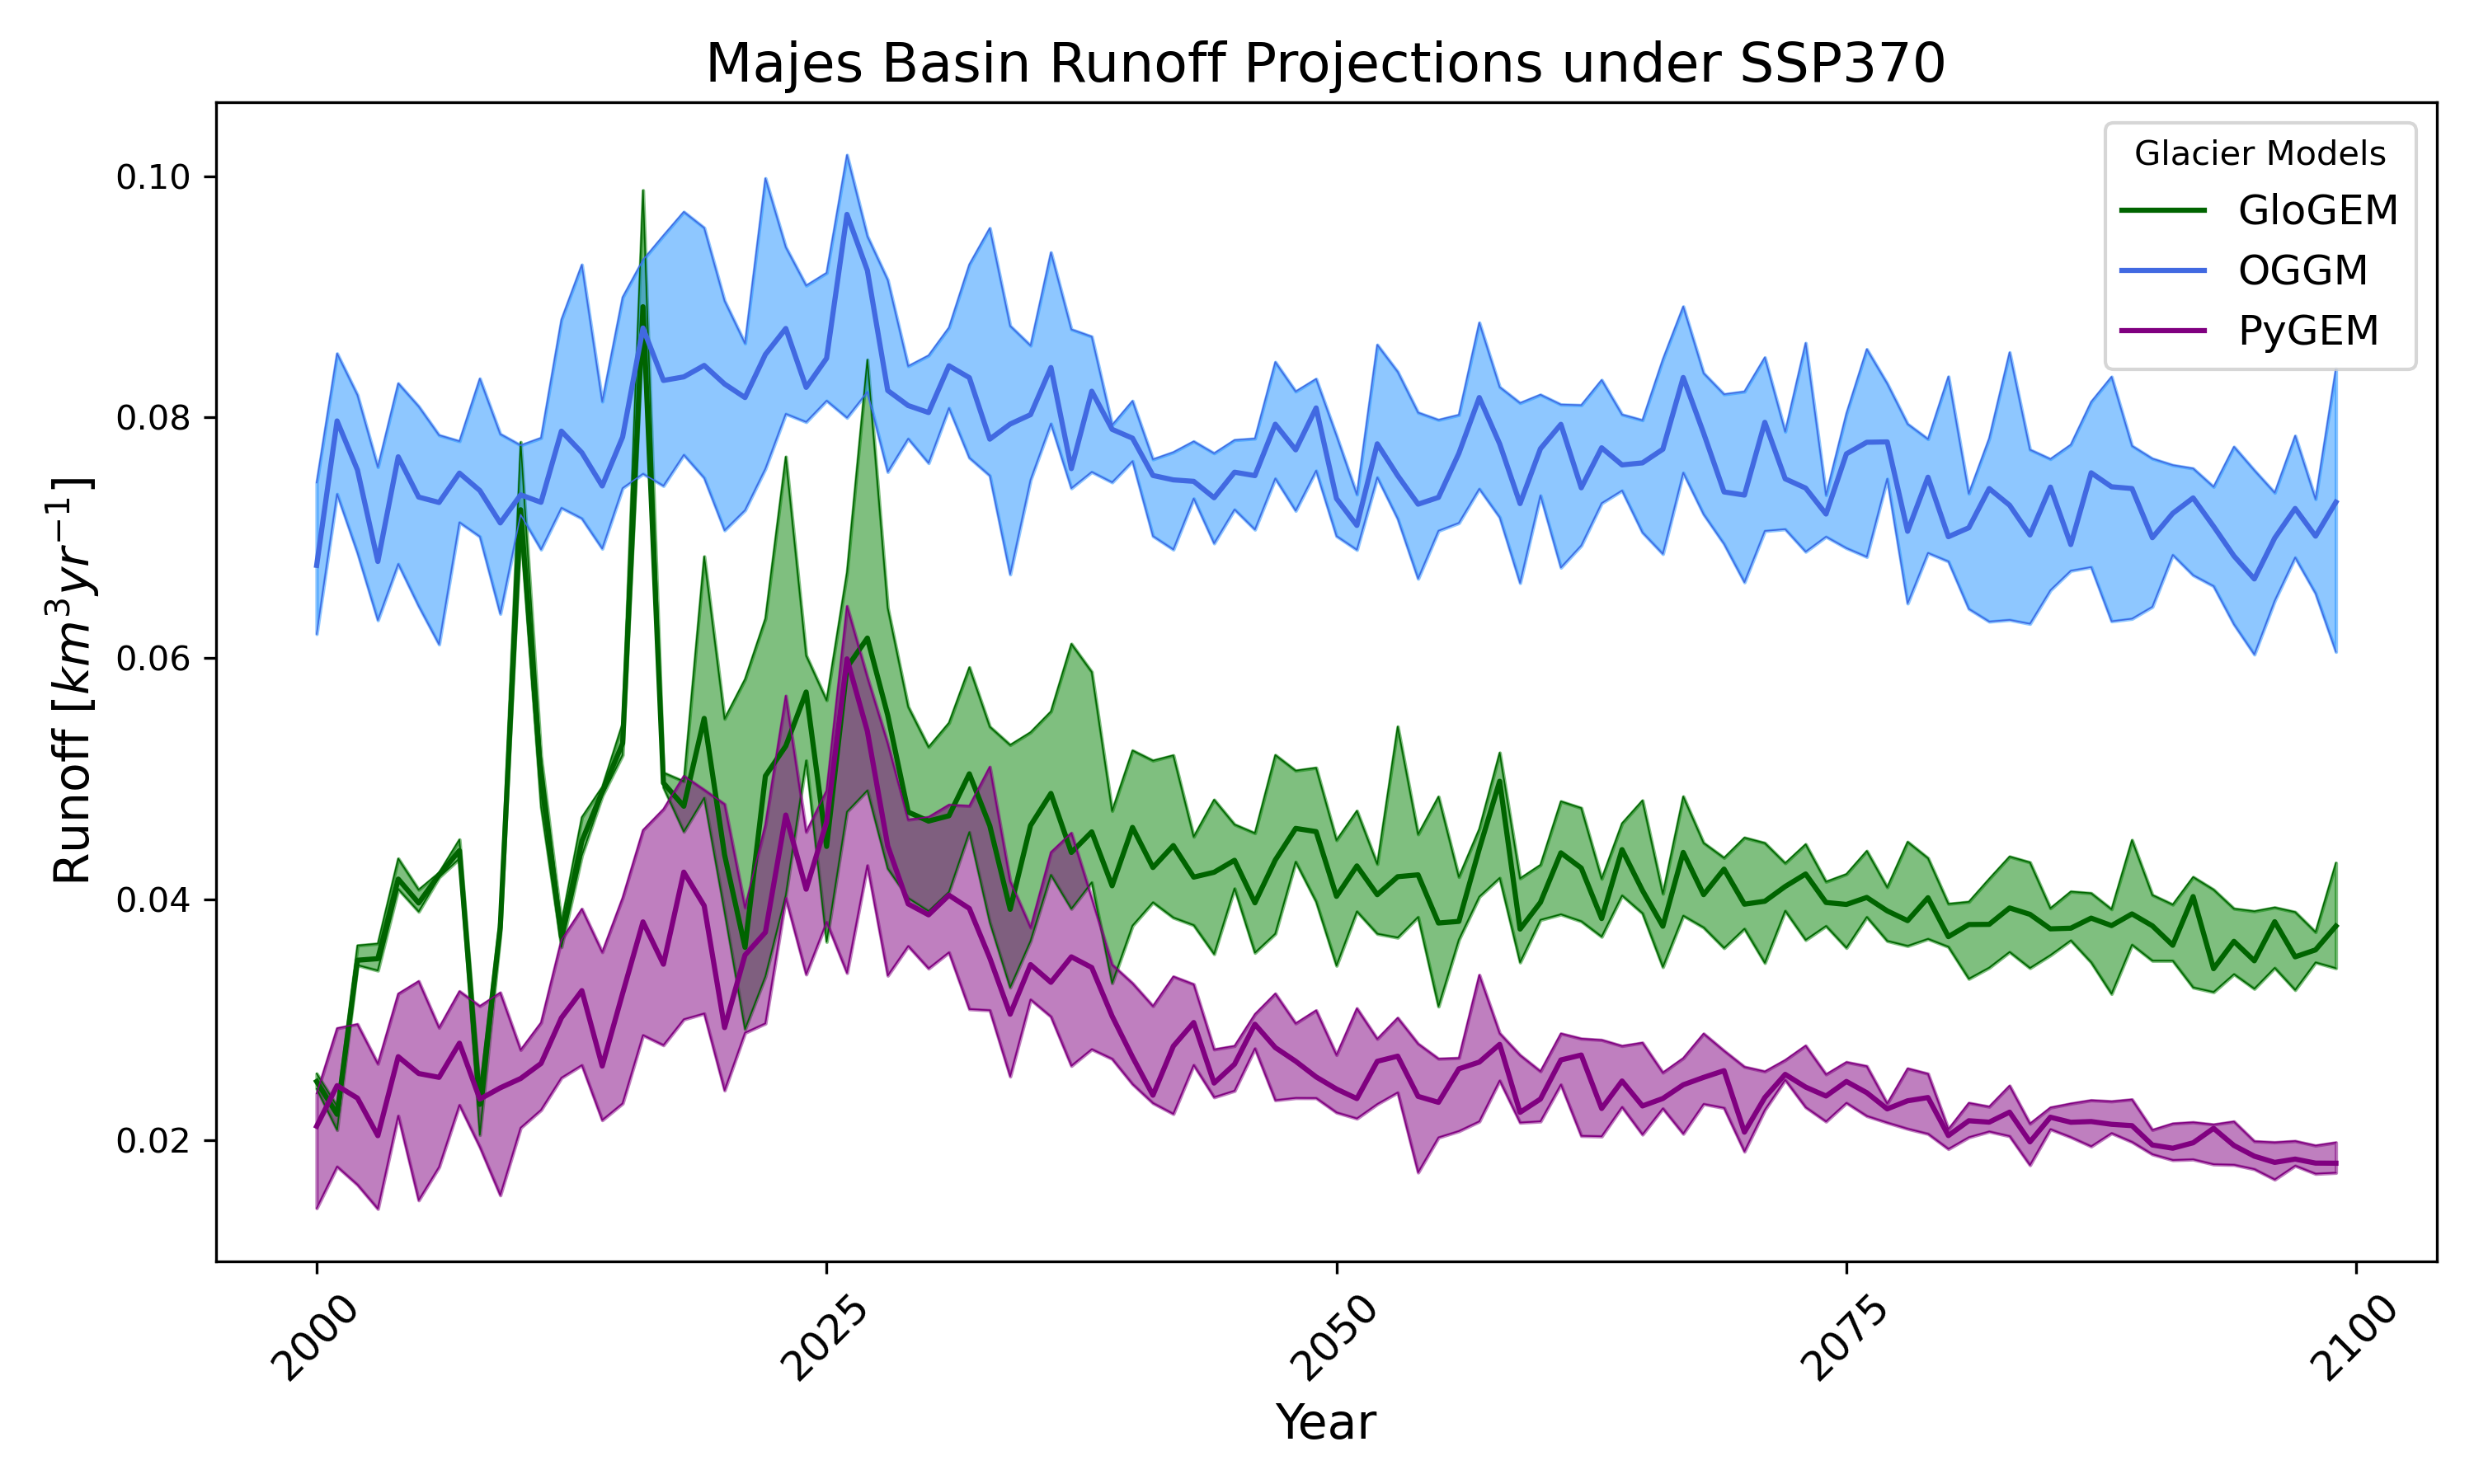 Majes Basin Runoff Projections under SSP370
Runoff [km³yr⁻¹]
0.10
0.08
0.06
0.04
0.02
Glacier Models
GloGEM
OGGM
PyGEM
2000
2025
2050
2075
2100
Year